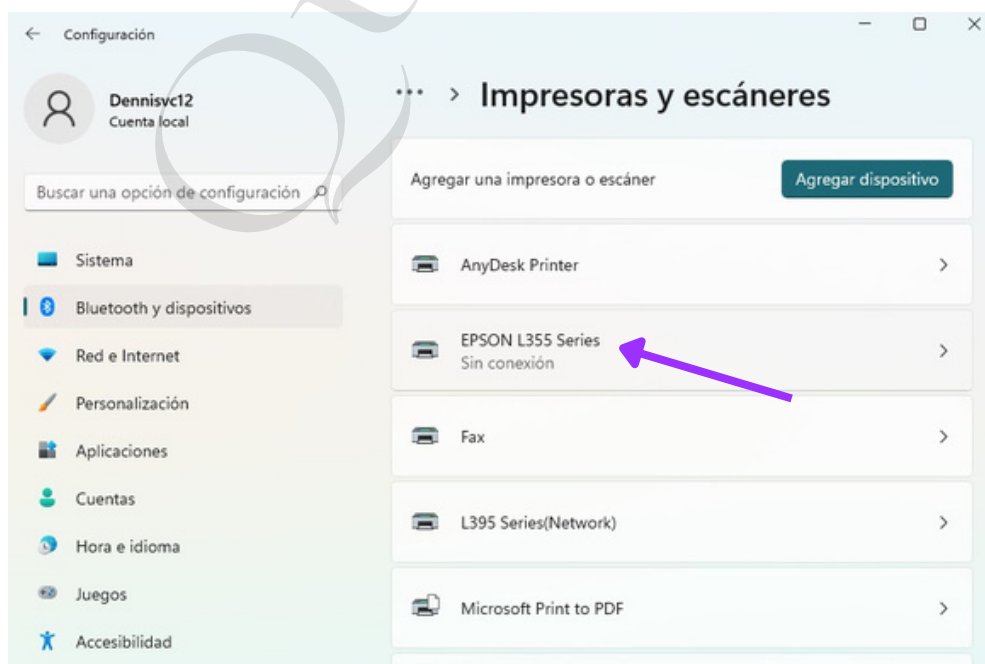 Configuración
Dennisvc12
Cuenta local
Buscar una opción de configuración
Sistema
Bluetooth y dispositivos
Red e Internet
Personalización
Aplicaciones
Cuentas
Hora e idioma
Juegos
Accesibilidad
... > Impresoras y escáneres
Agregar una impresora o escáner
Agregar dispositivo
AnyDesk Printer
EPSON L355 Series
Sin conexión
Fax
L395 Series(Network)
Microsoft Print to PDF